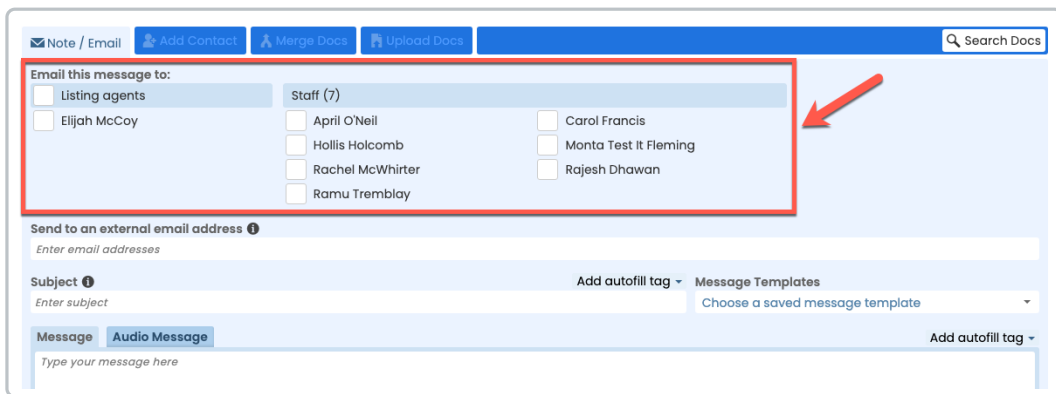 Note / Email Add Contact Merge Docs Upload Docs Search Docs
Email this message to:
Listing agents Staff (7)
Elijah McCoy April O'Neil Carol Francis
Hollis Holcomb Monta Test It Fleming
Rachel McWhirter Rajesh Dhawan
Ramu Tremblay
Send to an external email address
Enter email addresses
Subject Add autofill tag Message Templates
Enter subject Choose a saved message template
Message Audio Message Add autofill tag
Type your message here